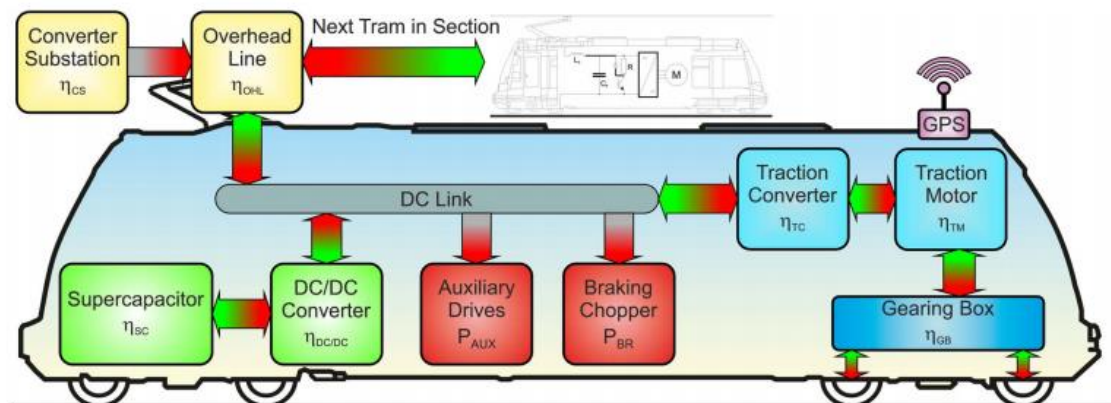 Converter
Substation
ηCS
Overhead
Line
ηOHL
Next Tram in Section
M
R
GPS
DC Link
Traction
Converter
ηTC
Traction
Motor
ηTM
Supercapacitor
ηSC
DC/DC
Converter
ηDC/DC
Auxiliary
Drives
PAUX
Braking
Chopper
PBR
Gearing Box
ηGB